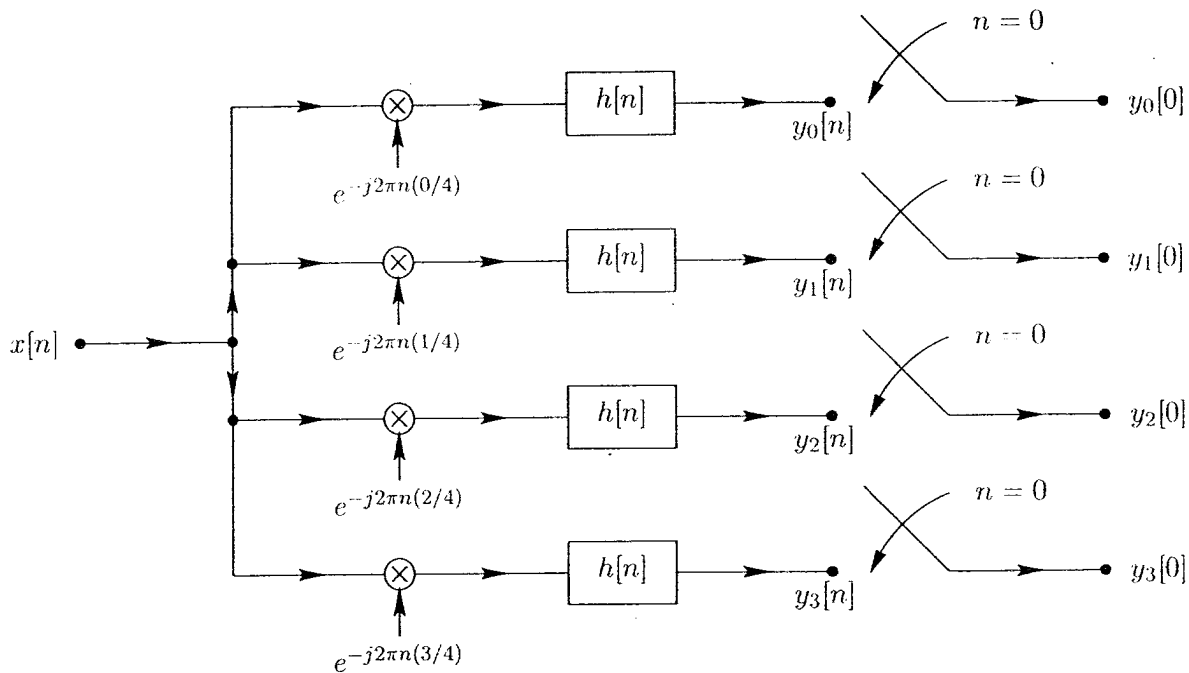 n = 0
h[n]
y₀[n]
y₀[0]
e^{-j2πn(0/4)}
n = 0
h[n]
y₁[n]
y₁[0]
e^{-j2πn(1/4)}
x[n]
n = 0
h[n]
y₂[n]
y₂[0]
e^{-j2πn(2/4)}
n = 0
h[n]
y₃[n]
y₃[0]
e^{-j2πn(3/4)}